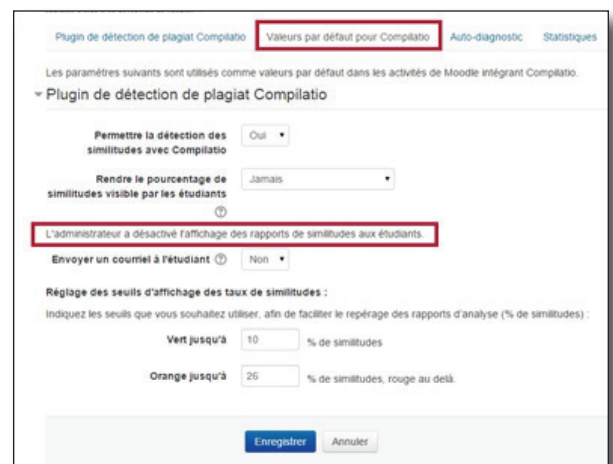 Plugin de détection de plagiat Compilatio Valeurs par défaut pour Compilatio Auto-diagnostic Statistiques
Les paramètres suivants sont utilisés comme valeurs par défaut dans les activités de Moodle intégrant Compilatio.
Plugin de détection de plagiat Compilatio
Permettre la détection des similitudes avec Compilatio Oui
Rendre le pourcentage de similitudes visible par les étudiants Jamais
L'administrateur a désactivé l'affichage des rapports de similitudes aux étudiants.
Envoyer un courriel à l'étudiant Non
Réglage des seuils d'affichage des taux de similitudes :
Indiquez les seuils que vous souhaitez utiliser, afin de faciliter le repérage des rapports d'analyse (% de similitudes) :
Vert jusqu'à 10 % de similitudes
Orange jusqu'à 26 % de similitudes, rouge au delà
Enregistrer Annuler